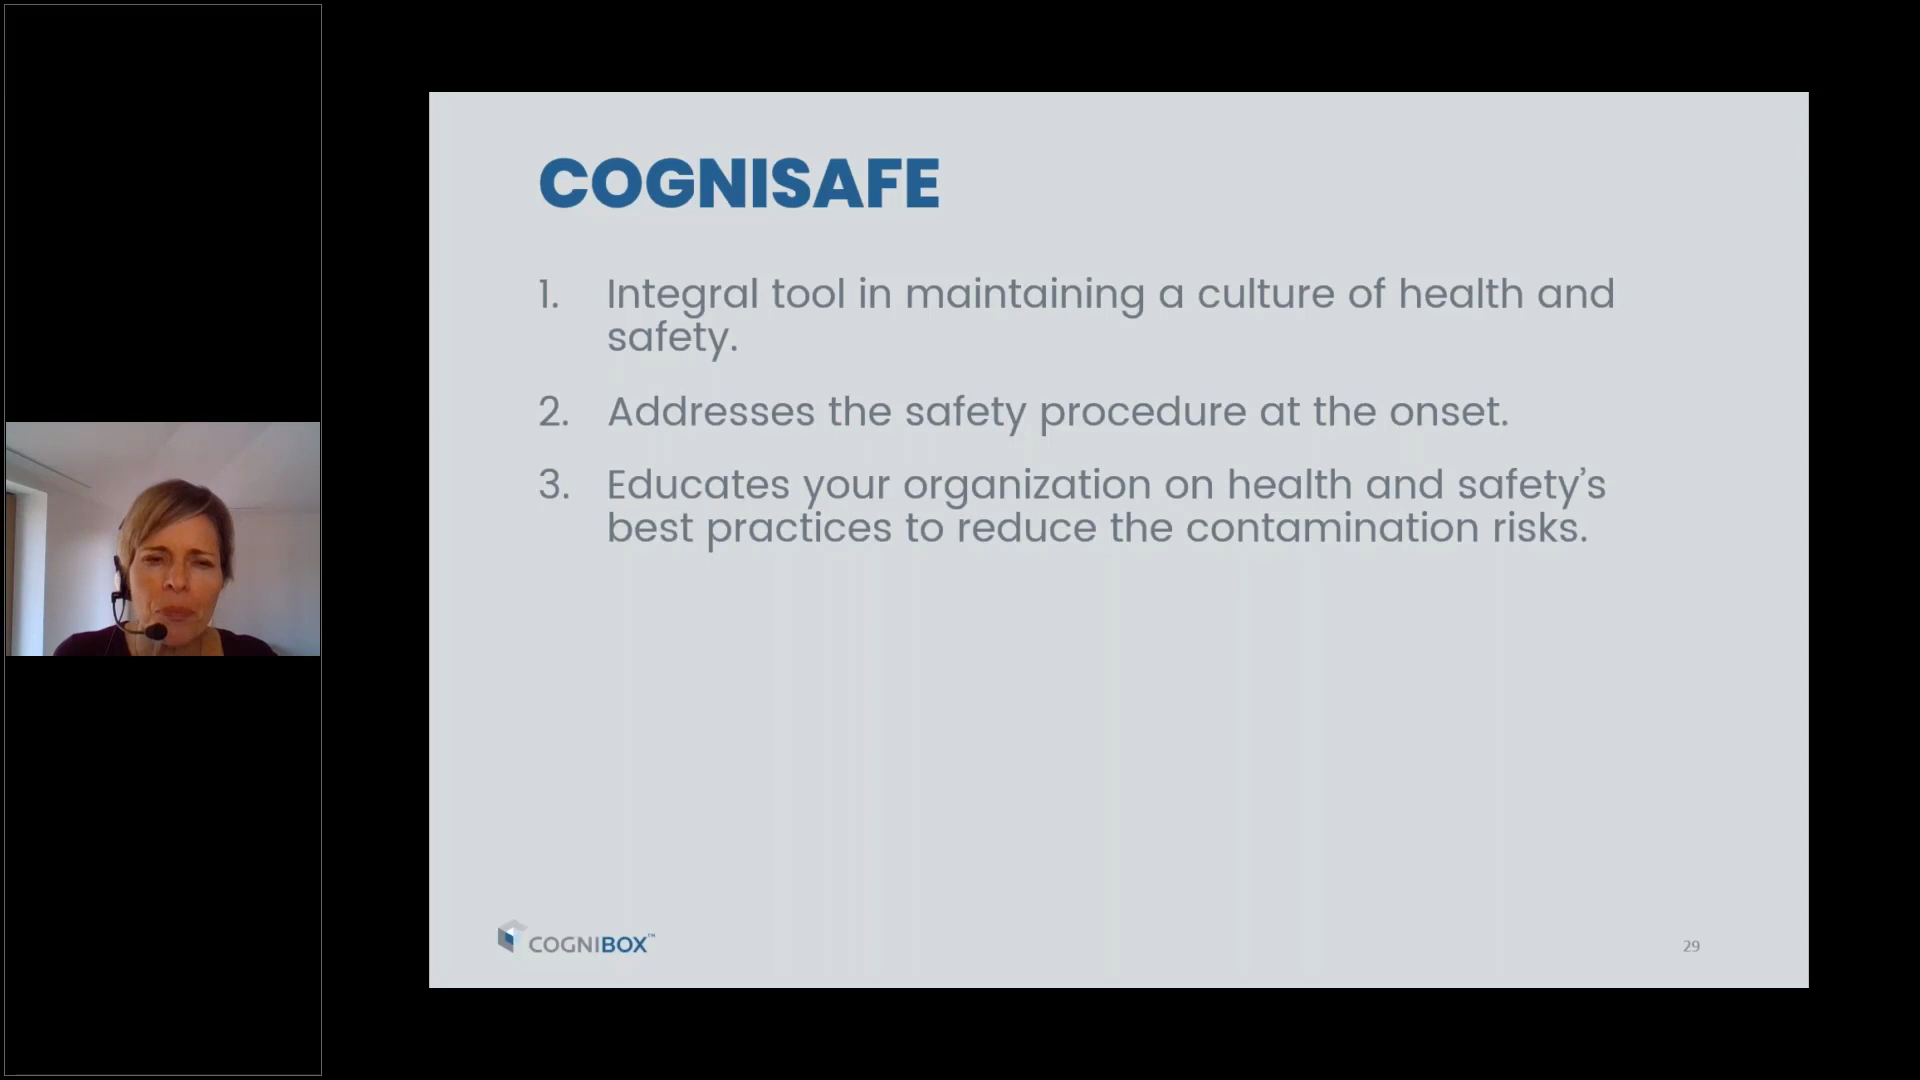 COGNISAFE
1. Integral tool in maintaining a culture of health and
safety.
2. Addresses the safety procedure at the onset.
3. Educates your organization on health and safety’s
best practices to reduce the contamination risks.
COGNIBOX™
29